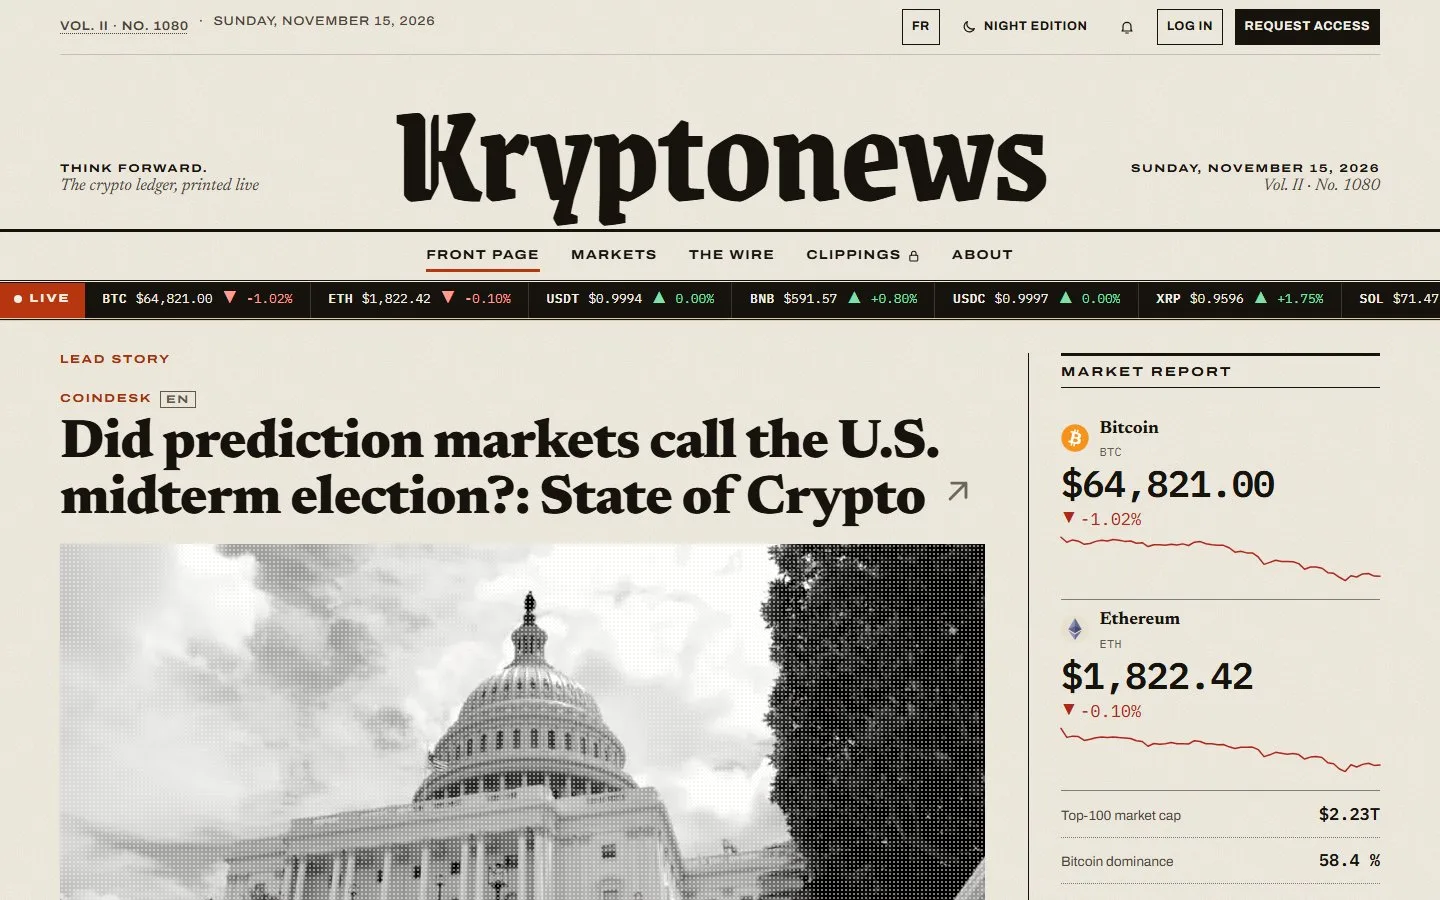 VOL. II · NO. 1080 · SUNDAY, NOVEMBER 15, 2026
FR
NIGHT EDITION
LOG IN
REQUEST ACCESS
THINK FORWARD.
The crypto ledger, printed live
Kryptonews
SUNDAY, NOVEMBER 15, 2026
Vol. II · No. 1080
FRONT PAGE
MARKETS
THE WIRE
CLIPPINGS
ABOUT
LIVE
BTC $64,821.00 ▼ -1.02%
ETH $1,822.42 ▼ -0.10%
USDT $0.9994 ▲ 0.00%
BNB $591.57 ▲ +0.80%
USDC $0.9997 ▲ 0.00%
XRP $0.9596 ▲ +1.75%
SOL $71.47
LEAD STORY
COINDESK EN
Did prediction markets call the U.S.
midterm election?: State of Crypto
MARKET REPORT
Bitcoin
BTC
$64,821.00
▼ -1.02%
Ethereum
ETH
$1,822.42
▼ -0.10%
Top-100 market cap $2.23T
Bitcoin dominance 58.4 %